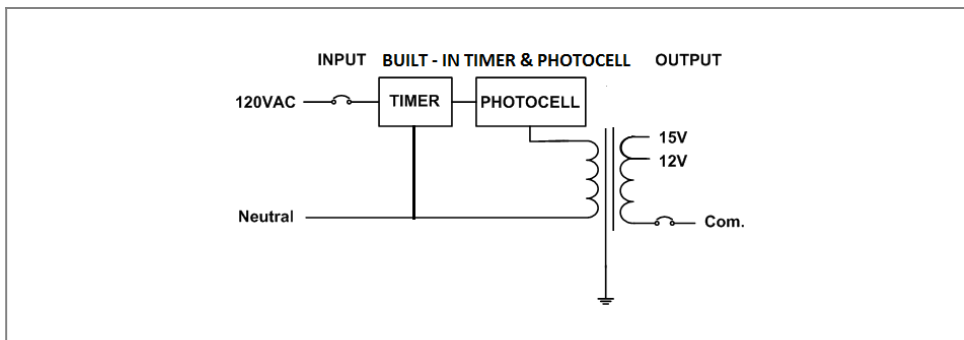 INPUT BUILT - IN TIMER & PHOTOCELL OUTPUT
120VAC TIMER PHOTOCELL
15V
12V
Neutral Com.